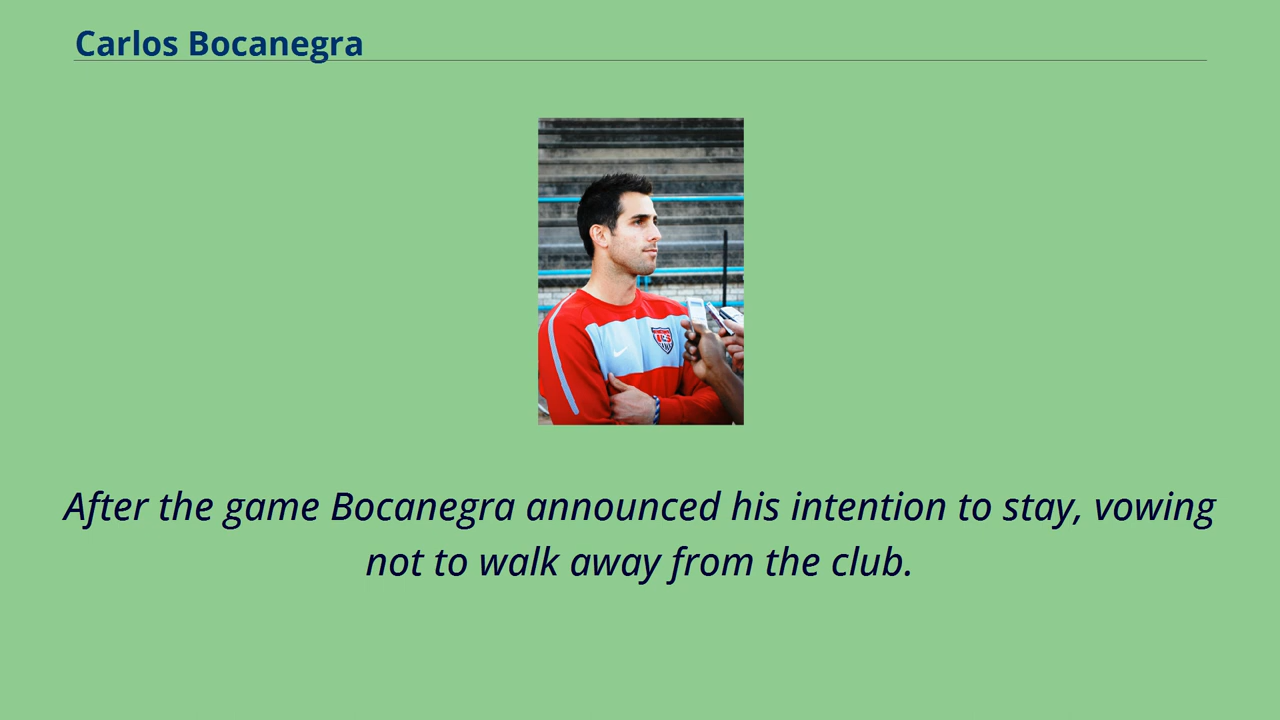 Carlos Bocanegra
After the game Bocanegra announced his intention to stay, vowing
not to walk away from the club.